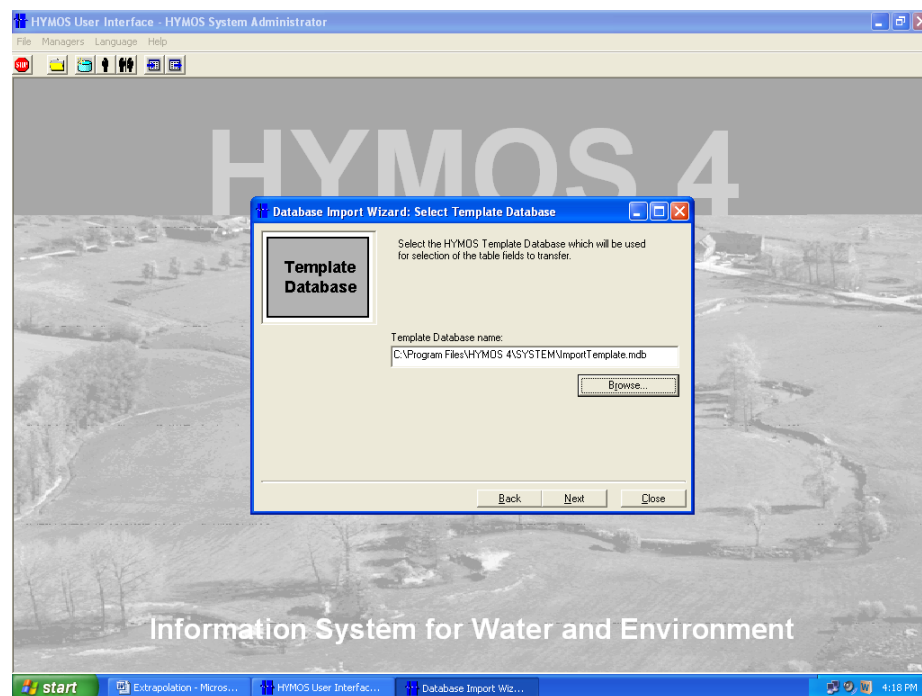 HYMOS User Interface - HYMOS System Administrator
File Managers Language Help
STOP
HYMOS 4
Database Import Wizard: Select Template Database
Template
Database
Select the HYMOS Template Database which will be used
for selection of the table fields to transfer.
Template Database name:
C:\Program Files\HYMOS 4\SYSTEM\ImportTemplate.mdb
Browse...
Back Next Close
Information System for Water and Environment
start Extrapolation - Micros... HYMOS User Interfac... Database Import Wiz... 4:18 PM